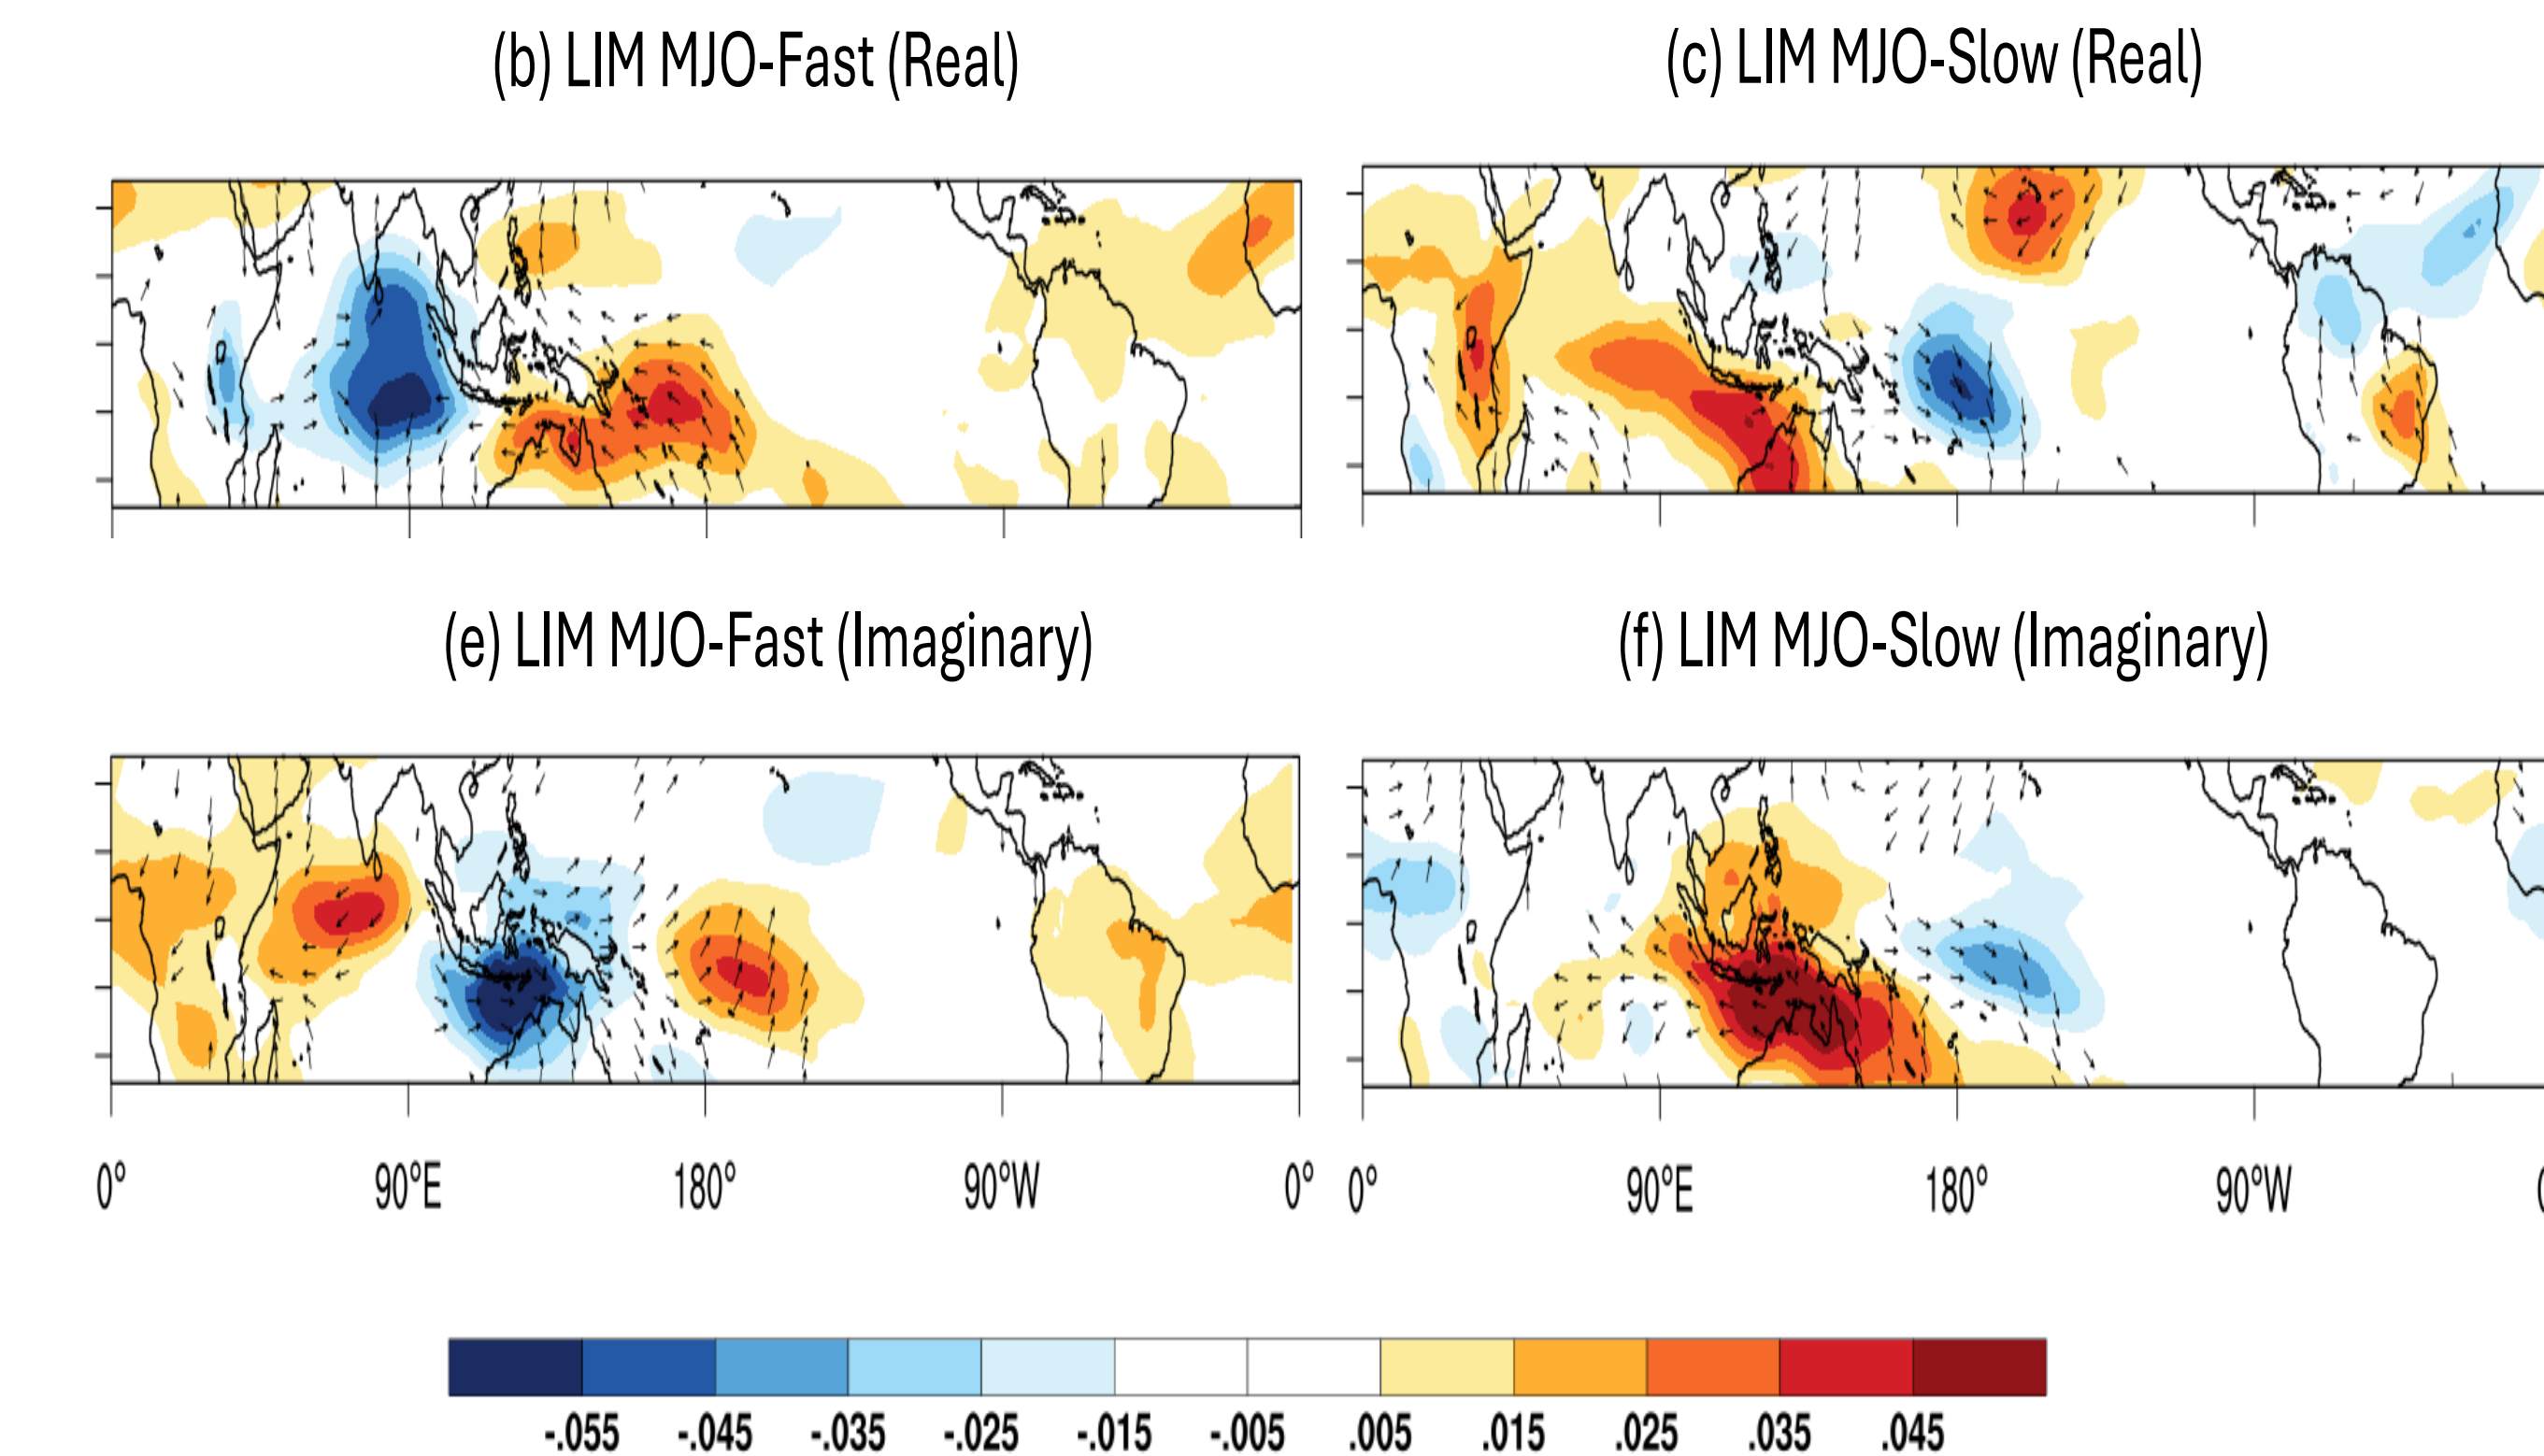 (b) LIM MJO-Fast (Real)
(c) LIM MJO-Slow (Real)
(e) LIM MJO-Fast (Imaginary)
(f) LIM MJO-Slow (Imaginary)
0° 90°E 180° 90°W 0°
0° 90°E 180° 90°W
-.055 -.045 -.035 -.025 -.015 -.005 .005 .015 .025 .035 .045